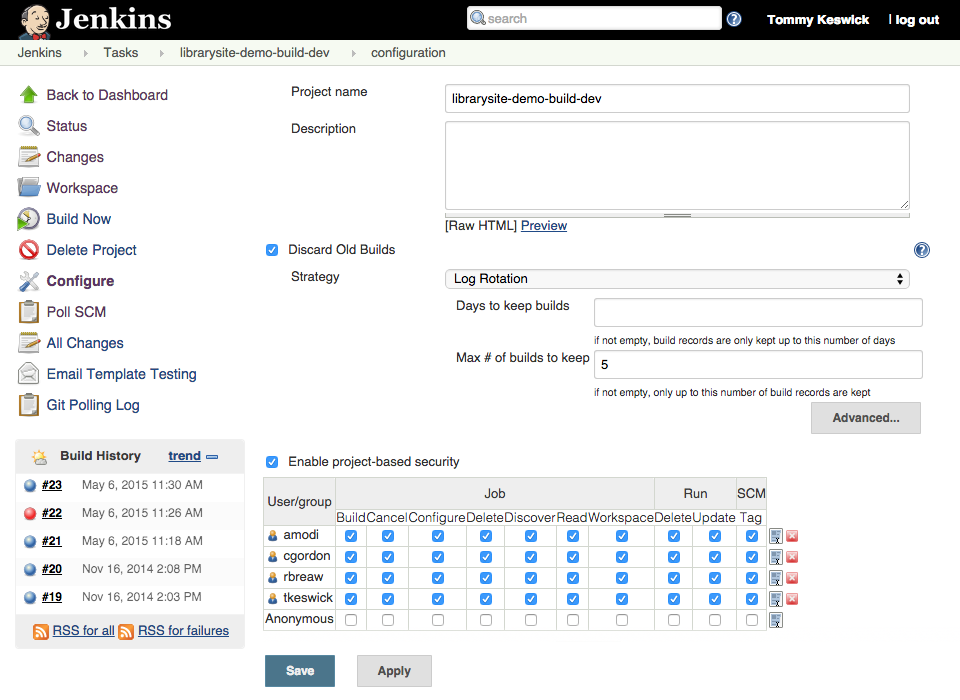 Jenkins
search
?
Tommy Keswick | log out
Jenkins Tasks librarysite-demo-build-dev configuration
Back to Dashboard
Status
Changes
Workspace
Build Now
Delete Project
Configure
Poll SCM
All Changes
Email Template Testing
Git Polling Log
Build History trend
#23 May 6, 2015 11:30 AM
#22 May 6, 2015 11:26 AM
#21 May 6, 2015 11:18 AM
#20 Nov 16, 2014 2:08 PM
#19 Nov 16, 2014 2:03 PM
RSS for all RSS for failures
Project name librarysite-demo-build-dev
Description
[Raw HTML] Preview
Discard Old Builds ?
Strategy Log Rotation
Days to keep builds
if not empty, build records are only kept up to this number of days
Max # of builds to keep 5
if not empty, only up to this number of build records are kept
Advanced...
Enable project-based security
User/group Job Run SCM
Build Cancel Configure Delete Discover Read Workspace Delete Update Tag
amodi
cgordon
rbreaw
tkeswick
Anonymous
Save Apply